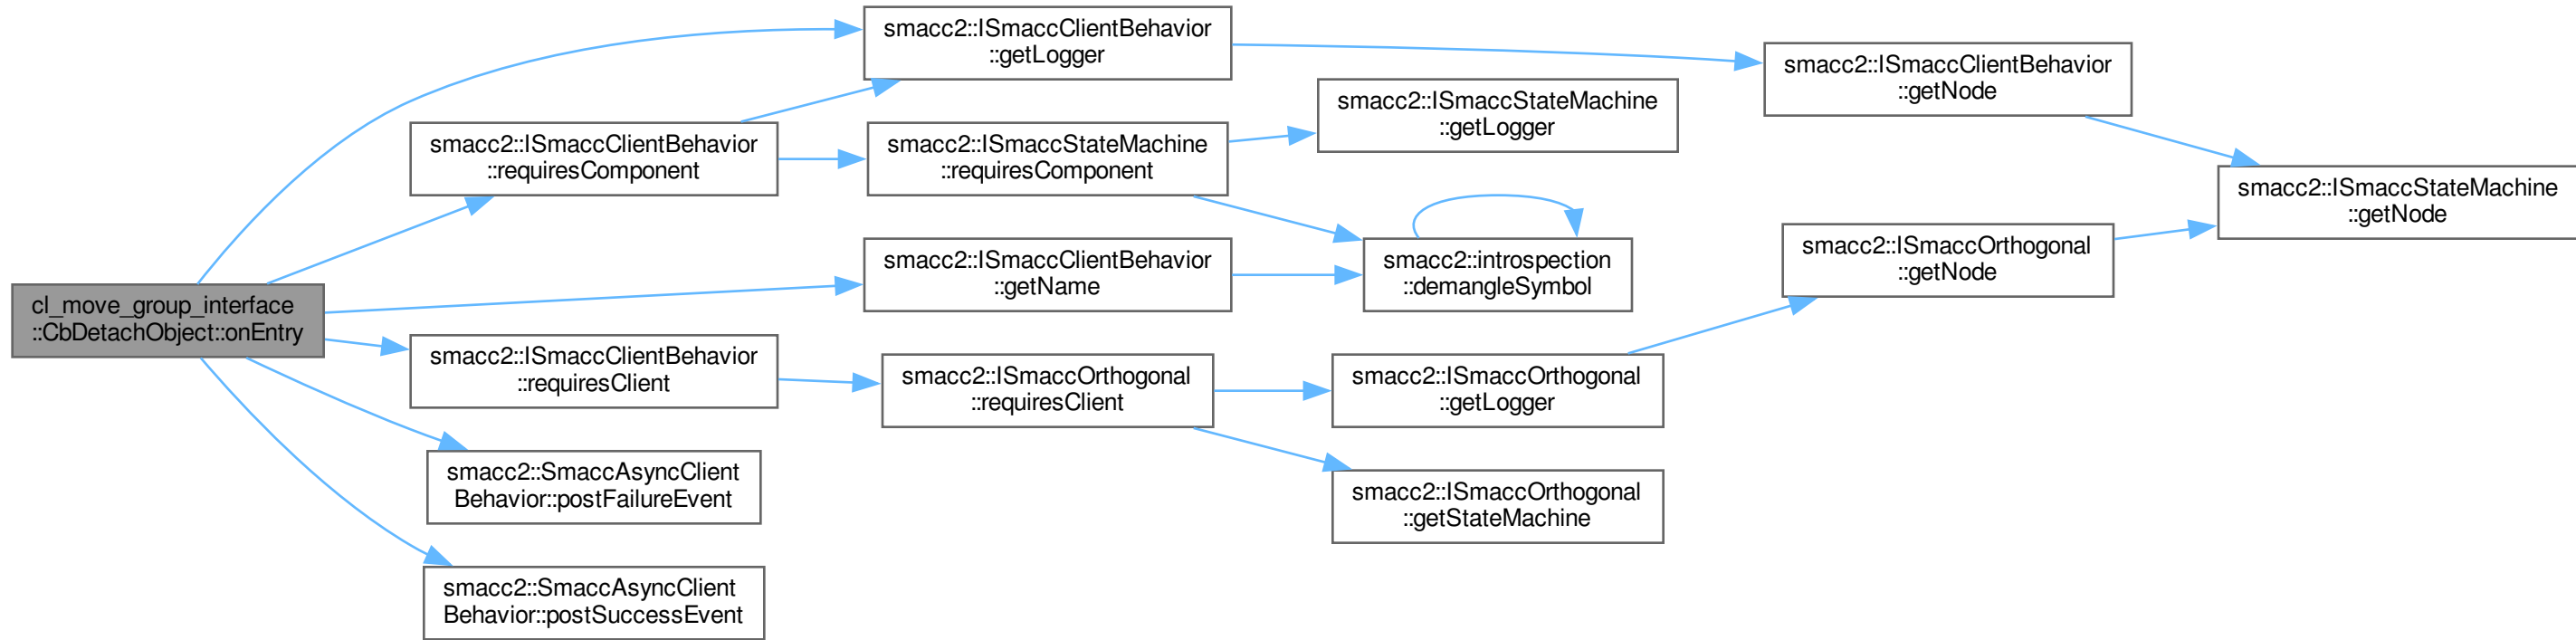 cl_move_group_interface
::CbDetachObject::onEntry
smacc2::ISmaccClientBehavior
::getLogger
smacc2::ISmaccClientBehavior
::requiresComponent
smacc2::ISmaccClientBehavior
::getName
smacc2::ISmaccClientBehavior
::requiresClient
smacc2::SmaccAsyncClient
Behavior::postFailureEvent
smacc2::SmaccAsyncClient
Behavior::postSuccessEvent
smacc2::ISmaccStateMachine
::requiresComponent
smacc2::ISmaccOrthogonal
::requiresClient
smacc2::ISmaccStateMachine
::getLogger
smacc2::introspection
::demangleSymbol
smacc2::ISmaccOrthogonal
::getLogger
smacc2::ISmaccOrthogonal
::getStateMachine
smacc2::ISmaccClientBehavior
::getNode
smacc2::ISmaccOrthogonal
::getNode
smacc2::ISmaccStateMachine
::getNode